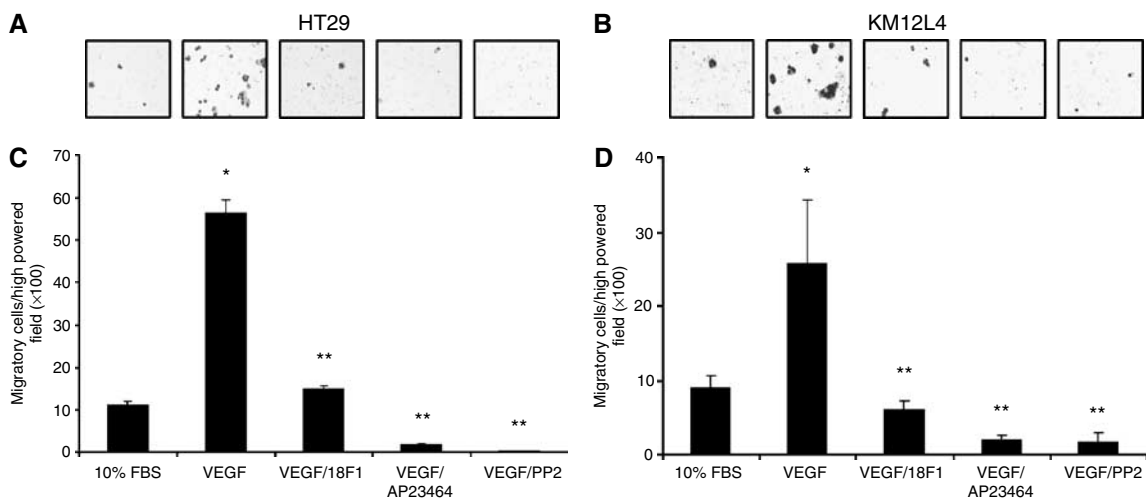 A
HT29
B
KM12L4
C
Migratory cells/high powered
field (×100)
70
60
50
40
30
20
10
0
*
**
**
**
10% FBS
VEGF
VEGF/18F1
VEGF/
AP23464
VEGF/PP2
D
Migratory cells/high powered
field (×100)
40
30
20
10
0
*
**
**
**
10% FBS
VEGF
VEGF/18F1
VEGF/
AP23464
VEGF/PP2